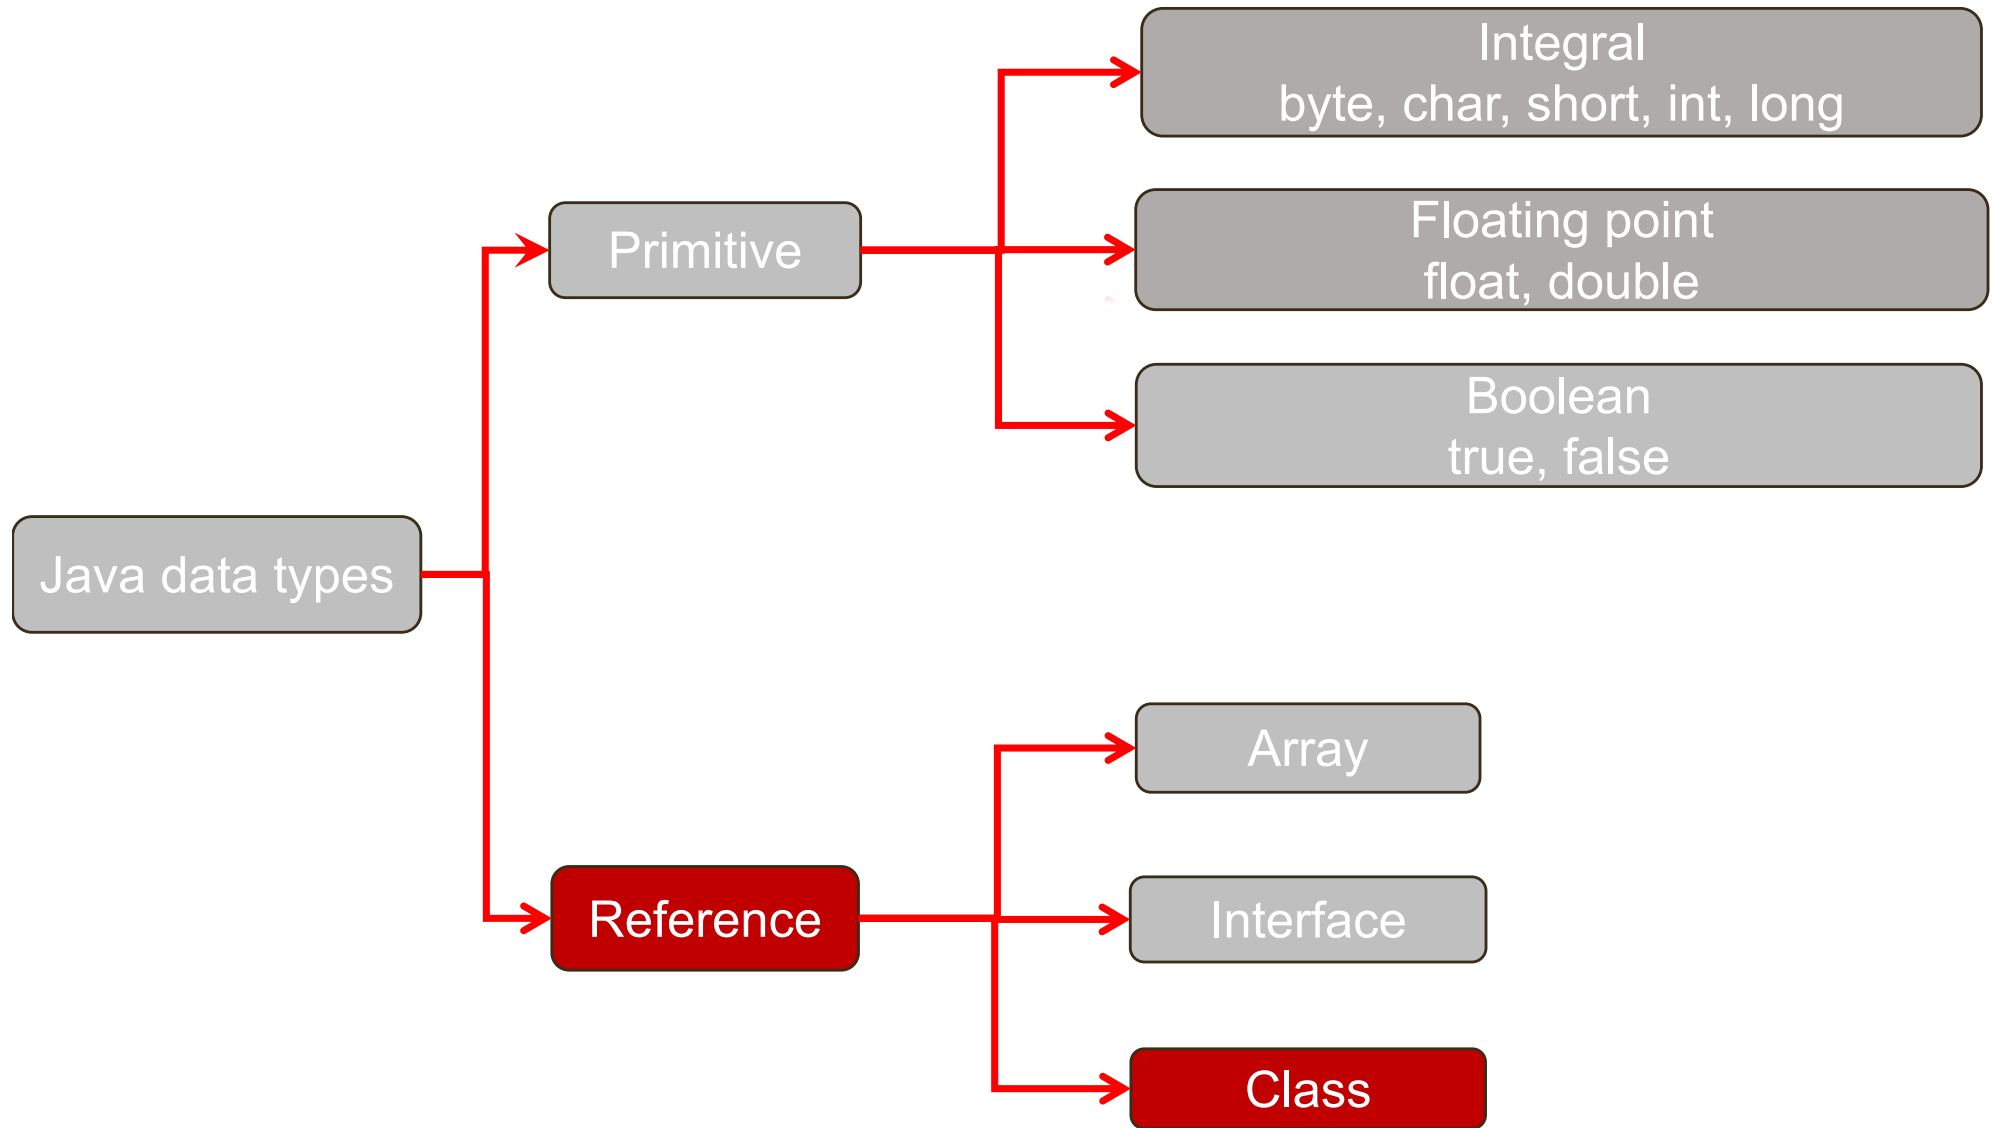 Integral
byte, char, short, int, long
Primitive
Floating point
float, double
Boolean
true, false
Java data types
Array
Reference
Interface
Class